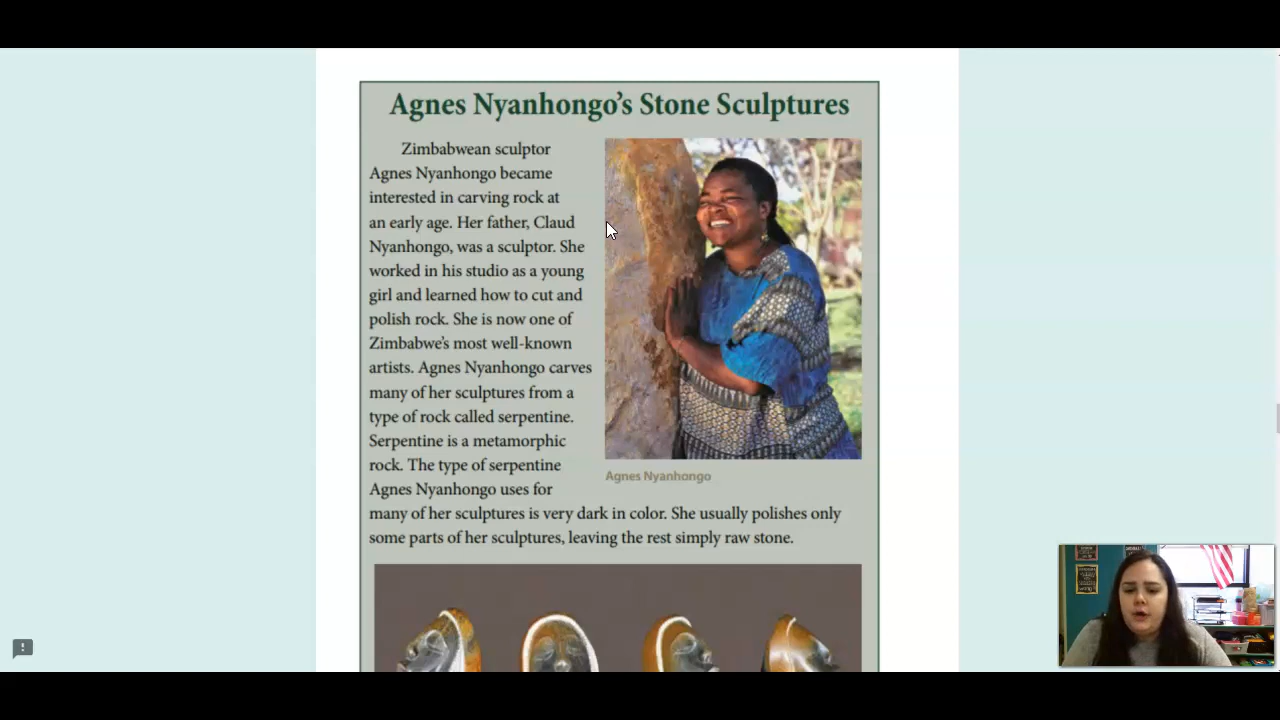 Agnes Nyanhongo's Stone Sculptures
Zimbabwean sculptor
Agnes Nyanhongo became
interested in carving rock at
an early age. Her father, Claud
Nyanhongo, was a sculptor. She
worked in his studio as a young
girl and learned how to cut and
polish rock. She is now one of
Zimbabwe's most well-known
artists. Agnes Nyanhongo carves
many of her sculptures from a
type of rock called serpentine.
Serpentine is a metamorphic
rock. The type of serpentine
Agnes Nyanhongo uses for
many of her sculptures is very dark in color. She usually polishes only
some parts of her sculptures, leaving the rest simply raw stone.
Agnes Nyanhongo